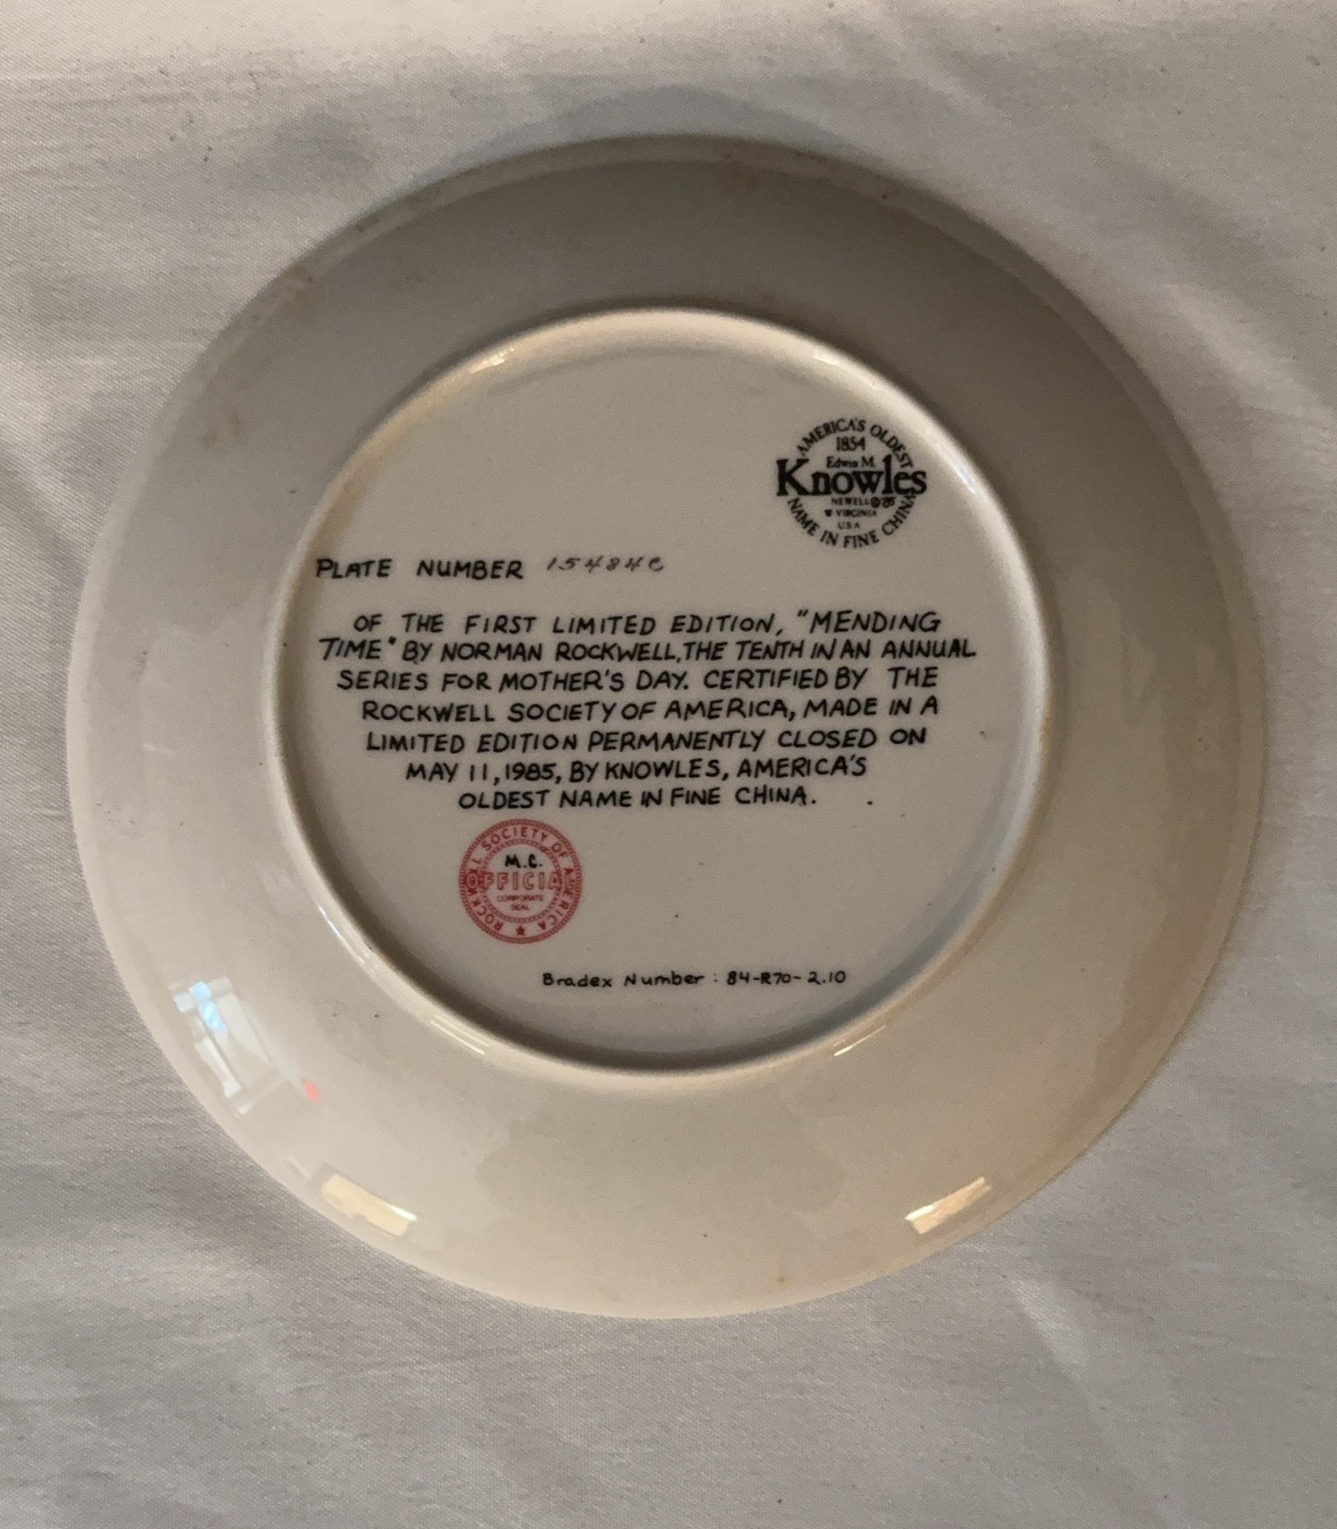 AMERICA'S OLDEST
1854
Edwin M.
Knowles
NEWELL © 85
W VIRGINIA
USA
NAME IN FINE CHINA
PLATE NUMBER 15484C
OF THE FIRST LIMITED EDITION, "MENDING
TIME" BY NORMAN ROCKWELL, THE TENTH IN AN ANNUAL
SERIES FOR MOTHER'S DAY. CERTIFIED BY THE
ROCKWELL SOCIETY OF AMERICA, MADE IN A
LIMITED EDITION PERMANENTLY CLOSED ON
MAY 11, 1985, BY KNOWLES, AMERICA'S
OLDEST NAME IN FINE CHINA.
ROCKWELL SOCIETY OF AMERICA
M.C.
OFFICIAL
CORPORATE
SEAL
Bradex Number: 84-R70-2.10